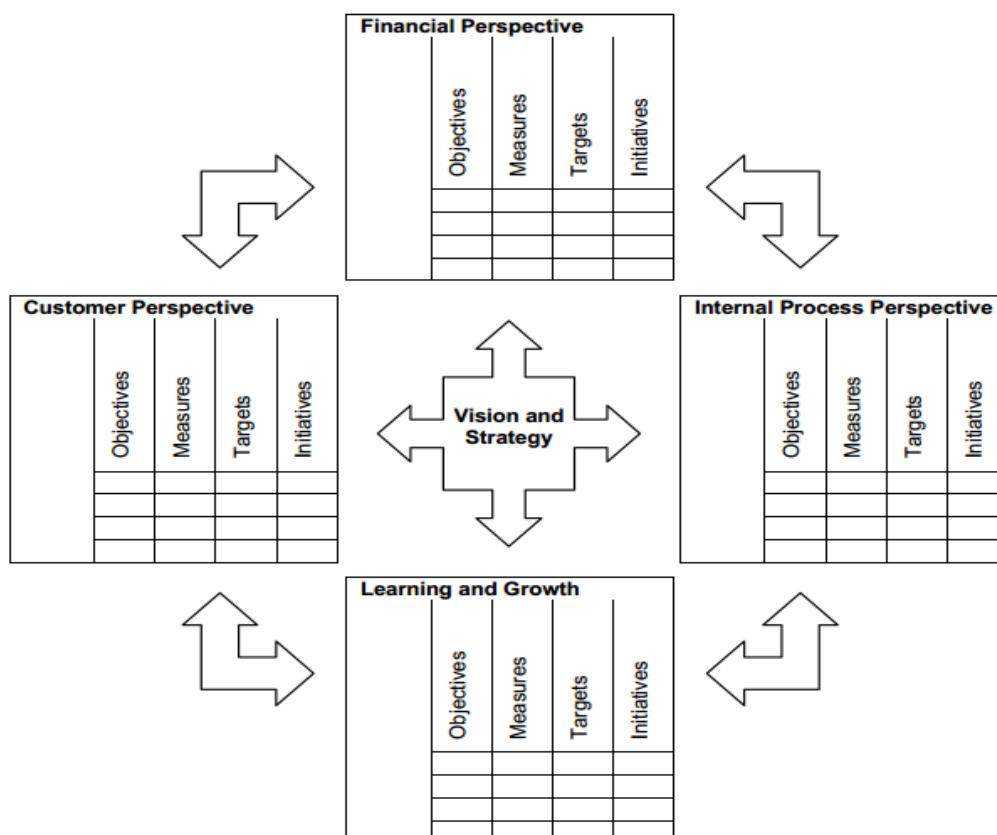 Financial Perspective
Objectives
Measures
Targets
Initiatives
Customer Perspective
Objectives
Measures
Targets
Initiatives
Vision and
Strategy
Internal Process Perspective
Objectives
Measures
Targets
Initiatives
Learning and Growth
Objectives
Measures
Targets
Initiatives